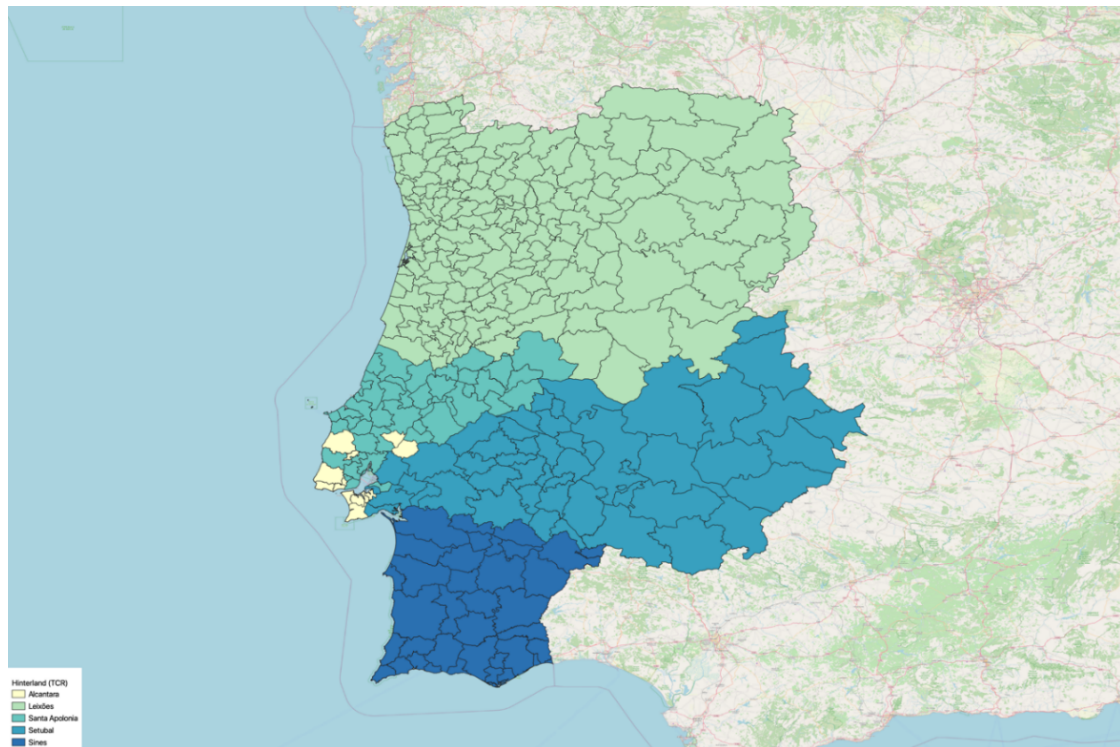 Hinterland (TCR)
Alcantara
Leixões
Santa Apolonia
Setubal
Sines